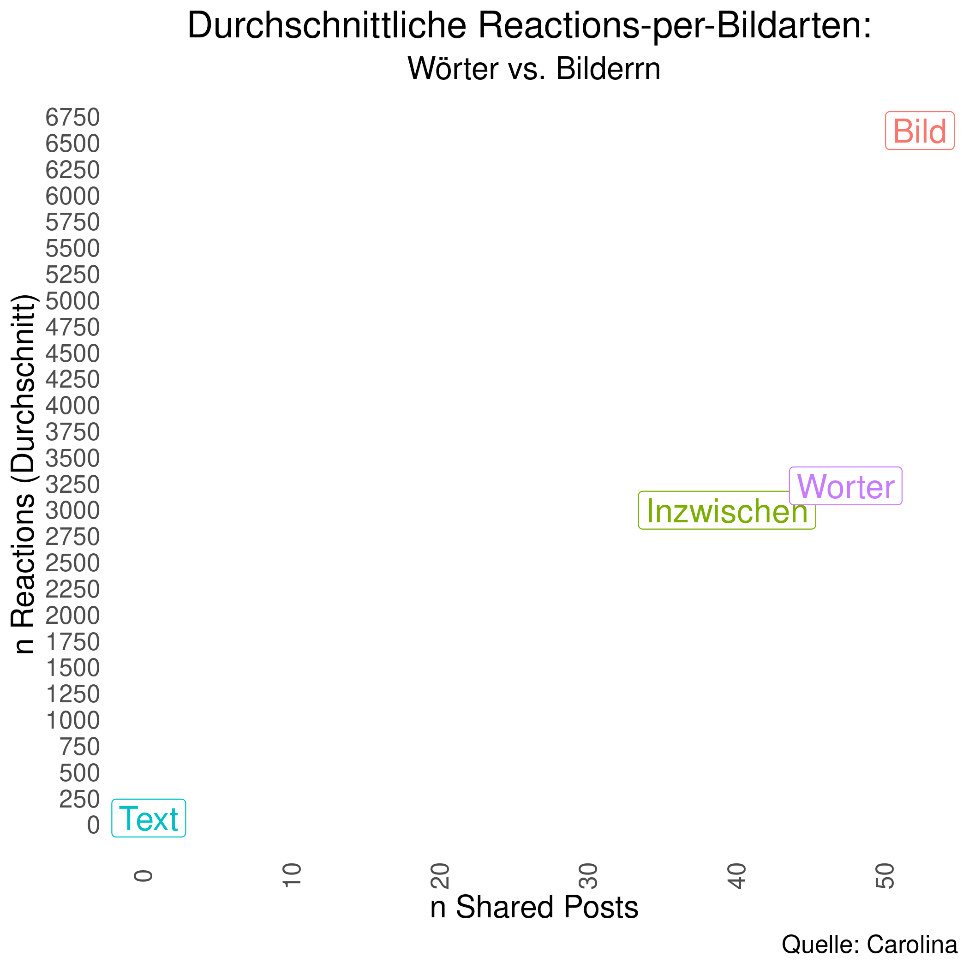 Durchschnittliche Reactions-per-Bildarten:
Wörter vs. Bilderrn
n Reactions (Durchschnitt)
6750
6500
6250
6000
5750
5500
5250
5000
4750
4500
4250
4000
3750
3500
3250
3000
2750
2500
2250
2000
1750
1500
1250
1000
750
500
250
0
Bild
Worter
Inzwischen
Text
0 10 20 30 40 50
n Shared Posts
Quelle: Carolina